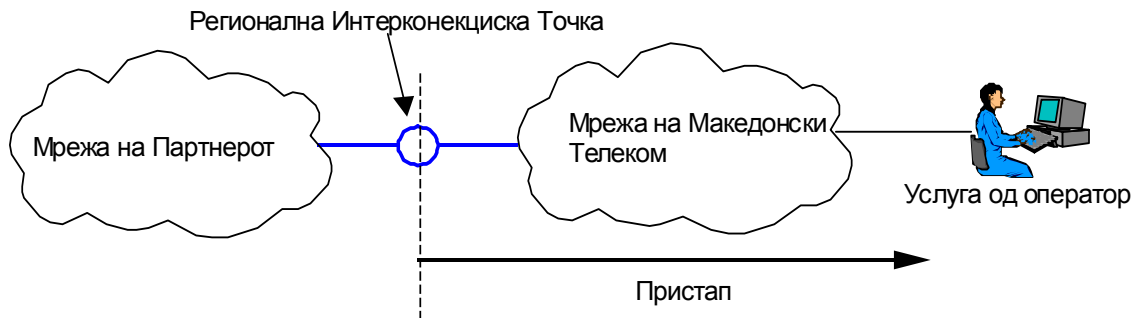 Регионална Интерконекциска Точка
Мрежа на Партнерот
Мрежа на Македонски
Телеком
Услуга од оператор
Пристап